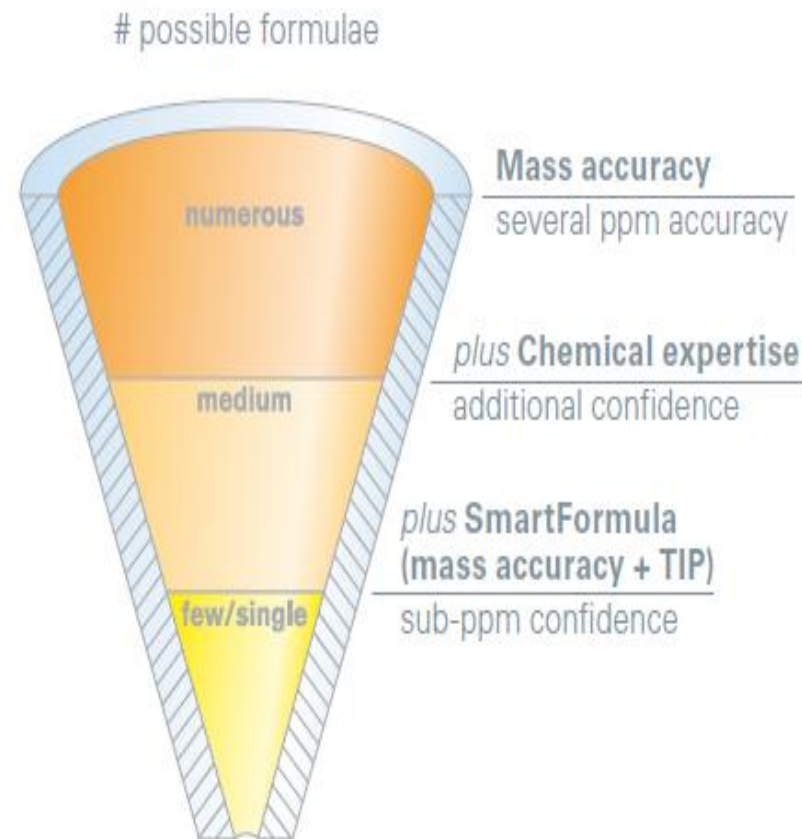 # possible formulae
numerous
Mass accuracy
several ppm accuracy
medium
plus Chemical expertise
additional confidence
few/single
plus SmartFormula
(mass accuracy + TIP)
sub-ppm confidence